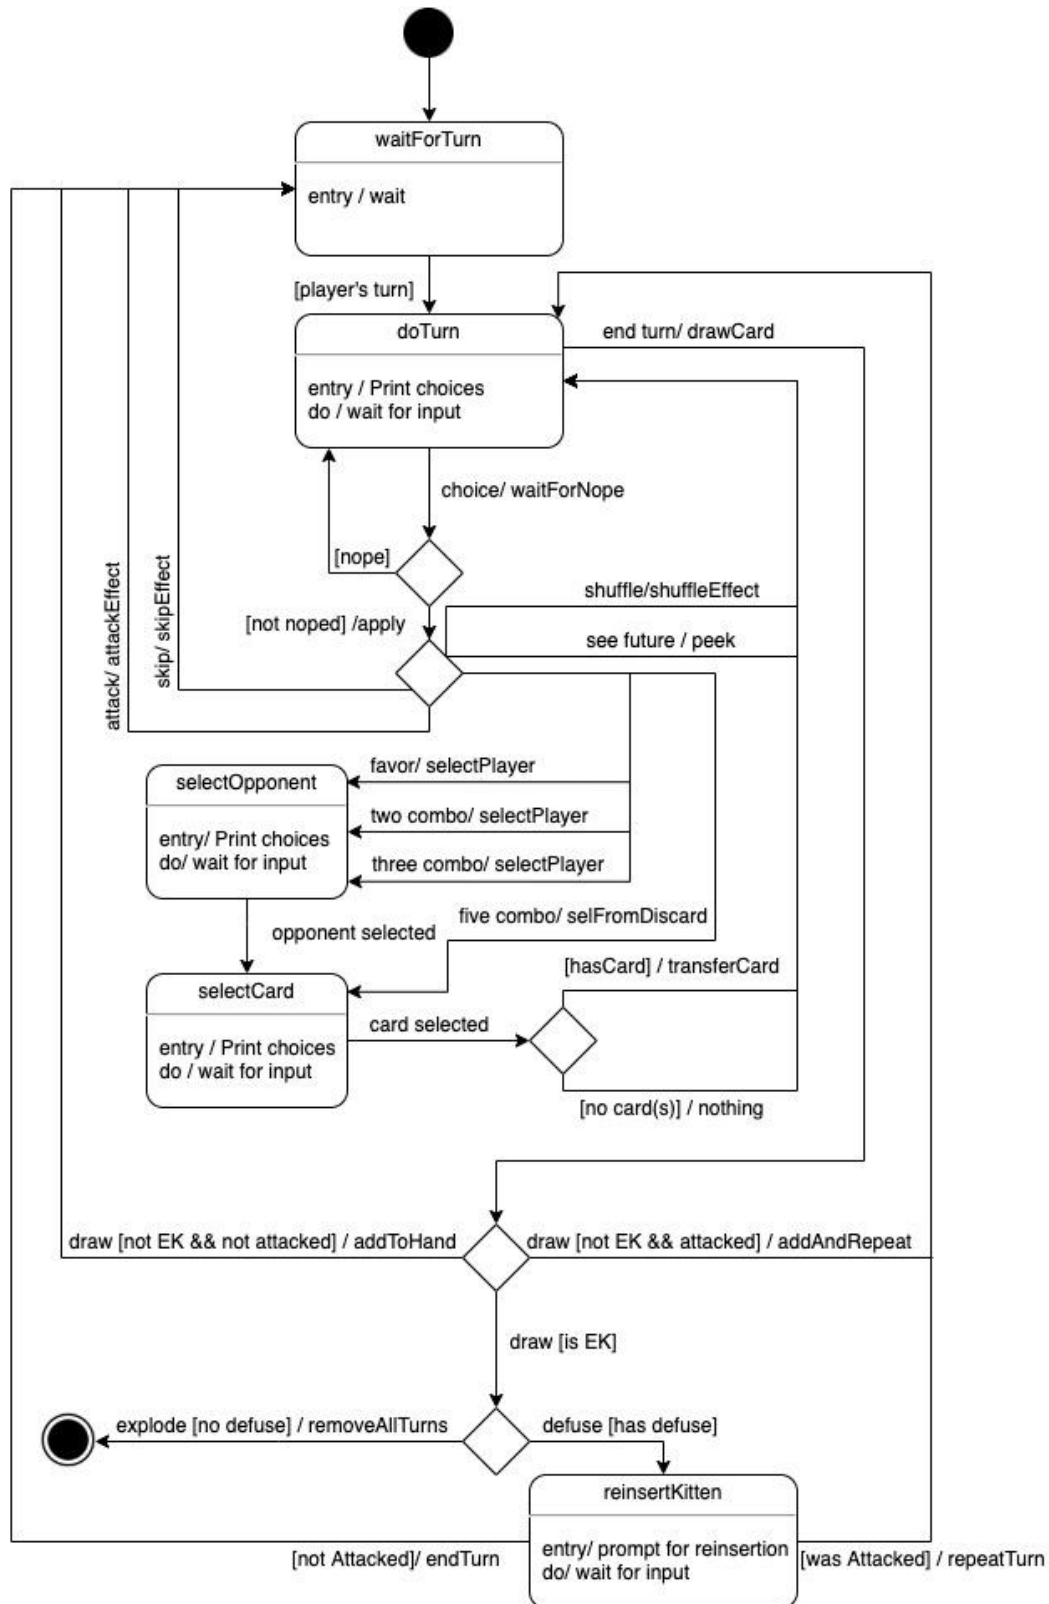 waitForTurn
entry / wait
[player's turn]
doTurn
end turn/ drawCard
entry / Print choices
do / wait for input
choice/ waitForNope
[nope]
attack/ attackEffect
skip/ skipEffect
shuffle/shuffleEffect
[not noped] /apply
see future / peek
favor/ selectPlayer
selectOpponent
two combo/ selectPlayer
entry/ Print choices
do/ wait for input
three combo/ selectPlayer
five combo/ selFromDiscard
opponent selected
[hasCard] / transferCard
selectCard
card selected
entry / Print choices
do / wait for input
[no card(s)] / nothing
draw [not EK && not attacked] / addToHand
draw [not EK && attacked] / addAndRepeat
draw [is EK]
explode [no defuse] / removeAllTurns
defuse [has defuse]
reinsertKitten
[not Attacked]/ endTurn
entry/ prompt for reinsertion
do/ wait for input
[was Attacked] / repeatTurn